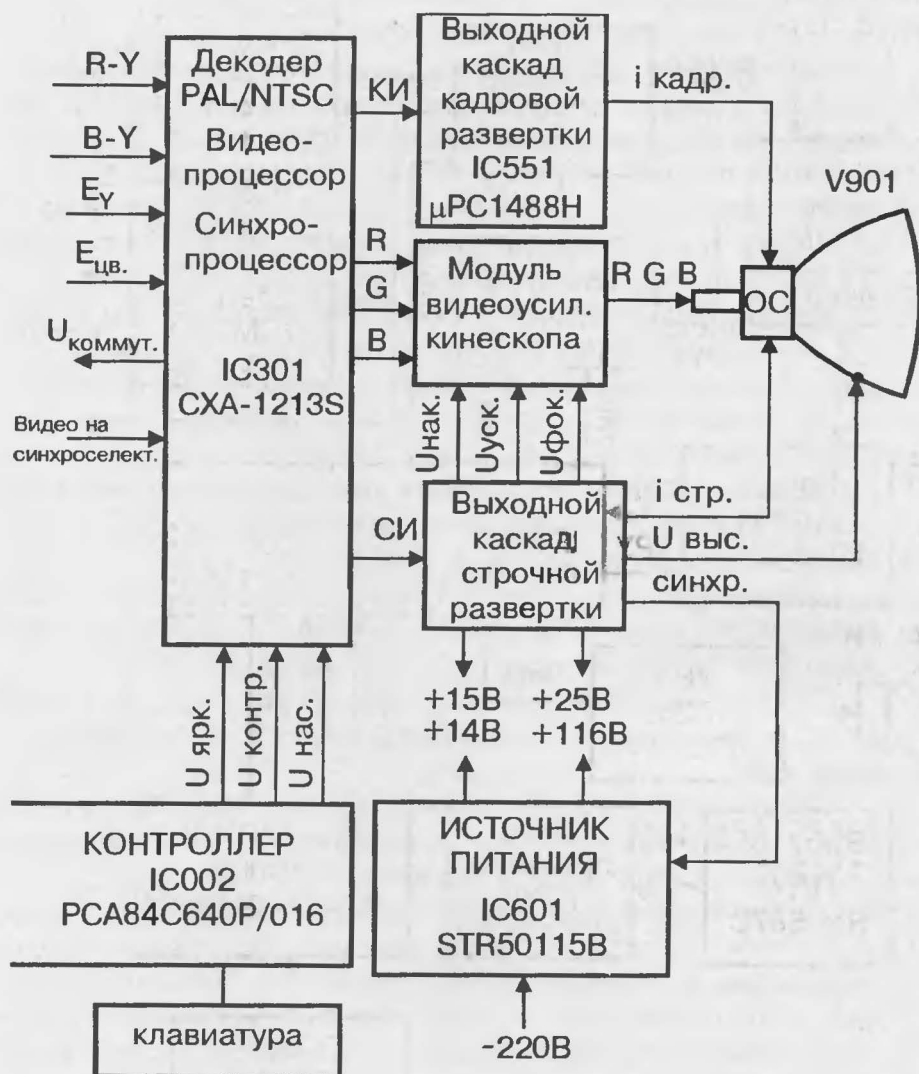 R-Y
B-Y
E_Y
E_цв.
U_коммут.
Видео на
синхроселект.
Декодер
PAL/NTSC
Видео-
процессор
Синхро-
процессор
IC301
CXA-1213S
КИ
R
G
B
СИ
Выходной
каскад
кадровой
развертки
IC551
µPC1488H
i кадр.
V901
Модуль
видеоусил.
кинескопа
R G B
ОС
Uнак.
Uуск.
Uфок.
Выходной
каскад
строчной
развертки
стр.
U выс.
синхр.
+15В
+14В
+25В
+116В
U ярк.
U контр.
U нас.
КОНТРОЛЛЕР
IC002
PCA84C640P/016
клавиатура
ИСТОЧНИК
ПИТАНИЯ
IC601
STR50115B
~220В